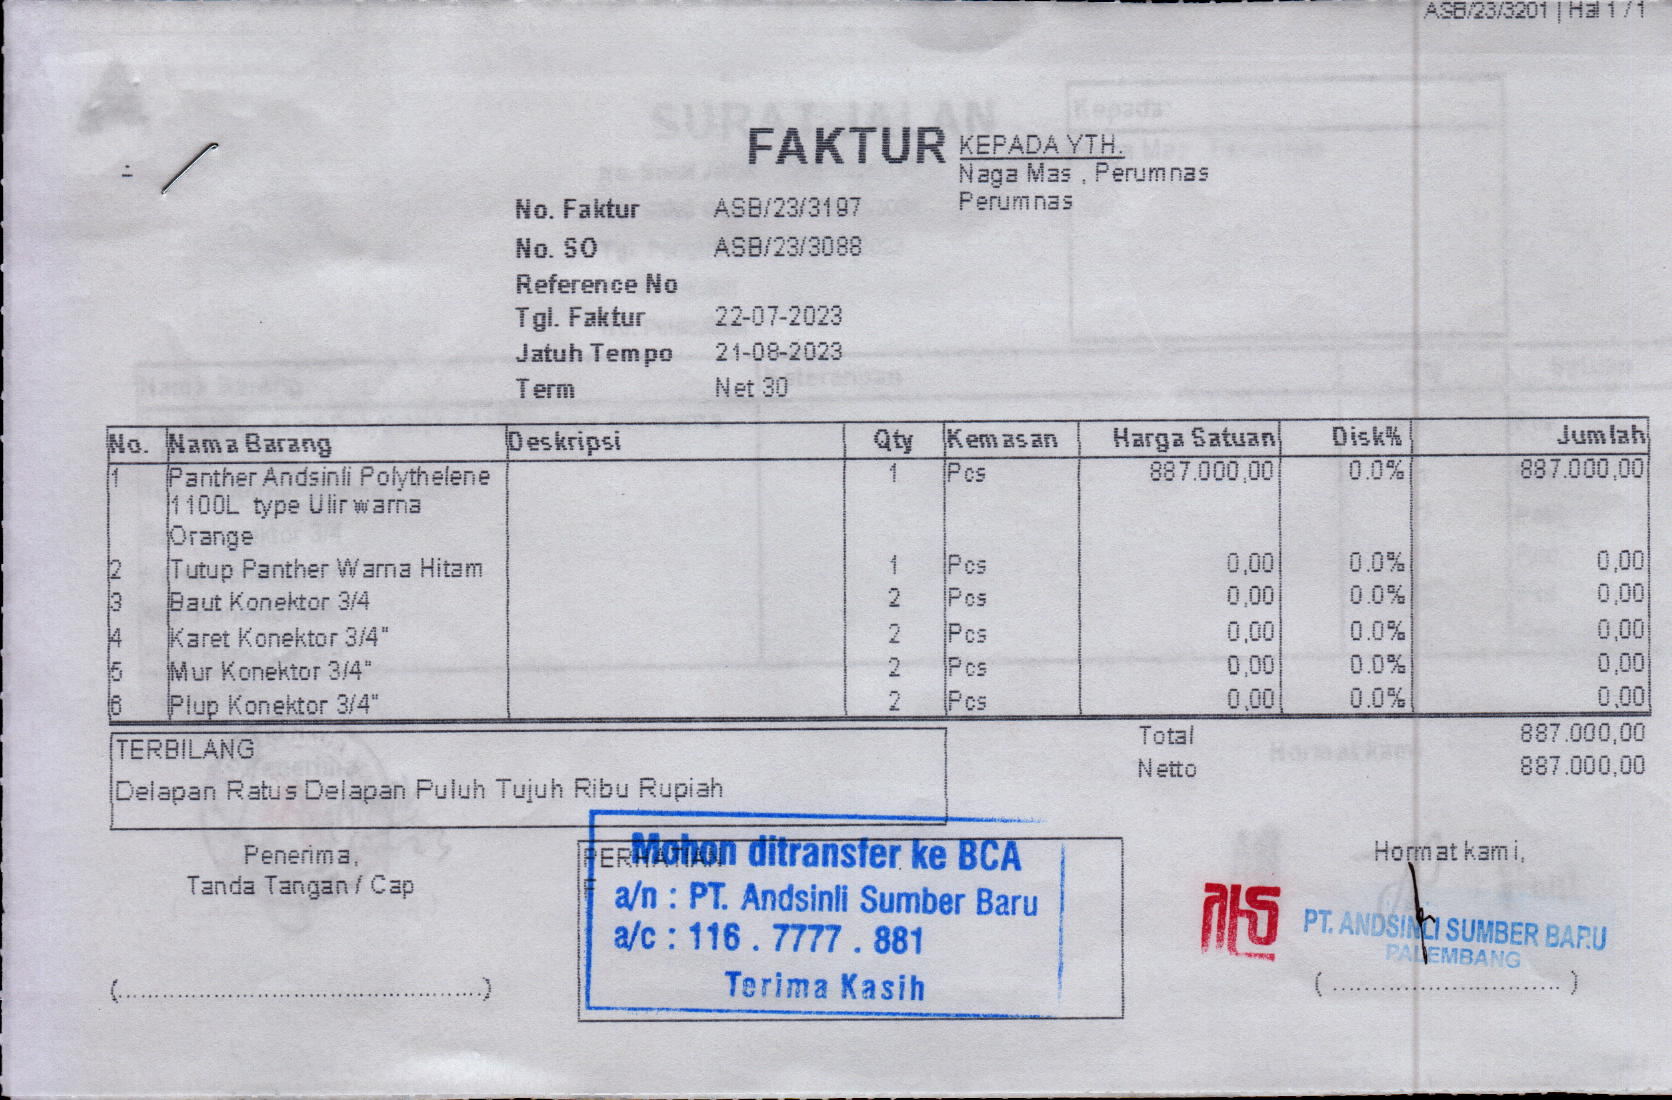 ASB/23/3201 | Hal 1 / 1
FAKTUR
KEPADA YTH.
Naga Mas , Perumnas
Perumnas
No. Faktur ASB/23/3197
No. SO ASB/23/3088
Reference No
Tgl. Faktur 22-07-2023
Jatuh Tempo 21-08-2023
Term Net 30
No. Nama Barang Deskripsi Qty Kemasan Harga Satuan Disk% Jumlah
1 Panther Andsinli Polythelene 1 Pcs 887.000,00 0.0% 887.000,00
1100L type Ulir warna
Orange
2 Tutup Panther Warna Hitam 1 Pcs 0,00 0.0% 0,00
3 Baut Konektor 3/4 2 Pcs 0,00 0.0% 0,00
4 Karet Konektor 3/4" 2 Pcs 0,00 0.0% 0,00
5 Mur Konektor 3/4" 2 Pcs 0,00 0.0% 0,00
6 Plup Konektor 3/4" 2 Pcs 0,00 0.0% 0,00
TERBILANG
Delapan Ratus Delapan Puluh Tujuh Ribu Rupiah
Total 887.000,00
Netto 887.000,00
Penerima,
Tanda Tangan / Cap
(................................................)
PERHATIAN
Mohon ditransfer ke BCA
a/n : PT. Andsinli Sumber Baru
a/c : 116 . 7777 . 881
Terima Kasih
Hormat kami,
PT. ANDSINLI SUMBER BARU
PALEMBANG
( ............................... )